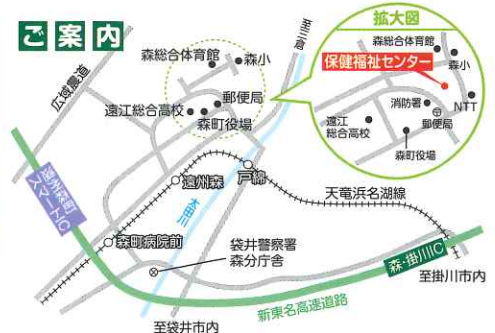 ご案内
至三倉
広域農道
森総合体育館
森小
郵便局
遠江総合高校
森町役場
拡大図
森総合体育館
森小
保健福祉センター
消防署
NTT
郵便局
遠江
総合高校
森町役場
遠州森町
スマートIC
遠州森
戸綿
太田川
天竜浜名湖線
森町病院前
袋井警察署
森分庁舎
森・掛川IC
至掛川市内
新東名高速道路
至袋井市内